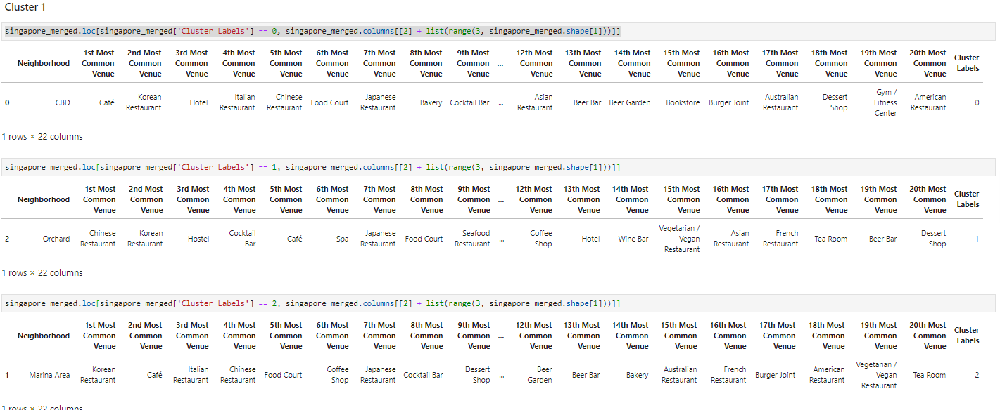 Cluster 1
singapore_merged.loc[singapore_merged['Cluster Labels'] == 0, singapore_merged.columns[[2] + list(range(3, singapore_merged.shape[1]))]]
Neighborhood 1st Most Common Venue 2nd Most Common Venue 3rd Most Common Venue 4th Most Common Venue 5th Most Common Venue 6th Most Common Venue 7th Most Common Venue 8th Most Common Venue 9th Most Common Venue ... 12th Most Common Venue 13th Most Common Venue 14th Most Common Venue 15th Most Common Venue 16th Most Common Venue 17th Most Common Venue 18th Most Common Venue 19th Most Common Venue 20th Most Common Venue Cluster Labels
0 CBD Café Korean Restaurant Hotel Italian Restaurant Chinese Restaurant Food Court Japanese Restaurant Bakery Cocktail Bar ... Asian Restaurant Beer Bar Beer Garden Bookstore Burger Joint Australian Restaurant Dessert Shop Gym / Fitness Center American Restaurant 0
1 rows × 22 columns
singapore_merged.loc[singapore_merged['Cluster Labels'] == 1, singapore_merged.columns[[2] + list(range(3, singapore_merged.shape[1]))]]
Neighborhood 1st Most Common Venue 2nd Most Common Venue 3rd Most Common Venue 4th Most Common Venue 5th Most Common Venue 6th Most Common Venue 7th Most Common Venue 8th Most Common Venue 9th Most Common Venue ... 12th Most Common Venue 13th Most Common Venue 14th Most Common Venue 15th Most Common Venue 16th Most Common Venue 17th Most Common Venue 18th Most Common Venue 19th Most Common Venue 20th Most Common Venue Cluster Labels
2 Orchard Chinese Restaurant Korean Restaurant Hostel Cocktail Bar Café Spa Japanese Restaurant Food Court Seafood Restaurant ... Coffee Shop Hotel Wine Bar Vegetarian / Vegan Restaurant Asian Restaurant French Restaurant Tea Room Beer Bar Dessert Shop 1
1 rows × 22 columns
singapore_merged.loc[singapore_merged['Cluster Labels'] == 2, singapore_merged.columns[[2] + list(range(3, singapore_merged.shape[1]))]]
Neighborhood 1st Most Common Venue 2nd Most Common Venue 3rd Most Common Venue 4th Most Common Venue 5th Most Common Venue 6th Most Common Venue 7th Most Common Venue 8th Most Common Venue 9th Most Common Venue ... 12th Most Common Venue 13th Most Common Venue 14th Most Common Venue 15th Most Common Venue 16th Most Common Venue 17th Most Common Venue 18th Most Common Venue 19th Most Common Venue 20th Most Common Venue Cluster Labels
1 Marina Area Korean Restaurant Café Italian Restaurant Chinese Restaurant Food Court Coffee Shop Japanese Restaurant Cocktail Bar Dessert Shop ... Beer Garden Beer Bar Bakery Australian Restaurant French Restaurant Burger Joint American Restaurant Vegetarian / Vegan Restaurant Tea Room 2
1 rows × 22 columns